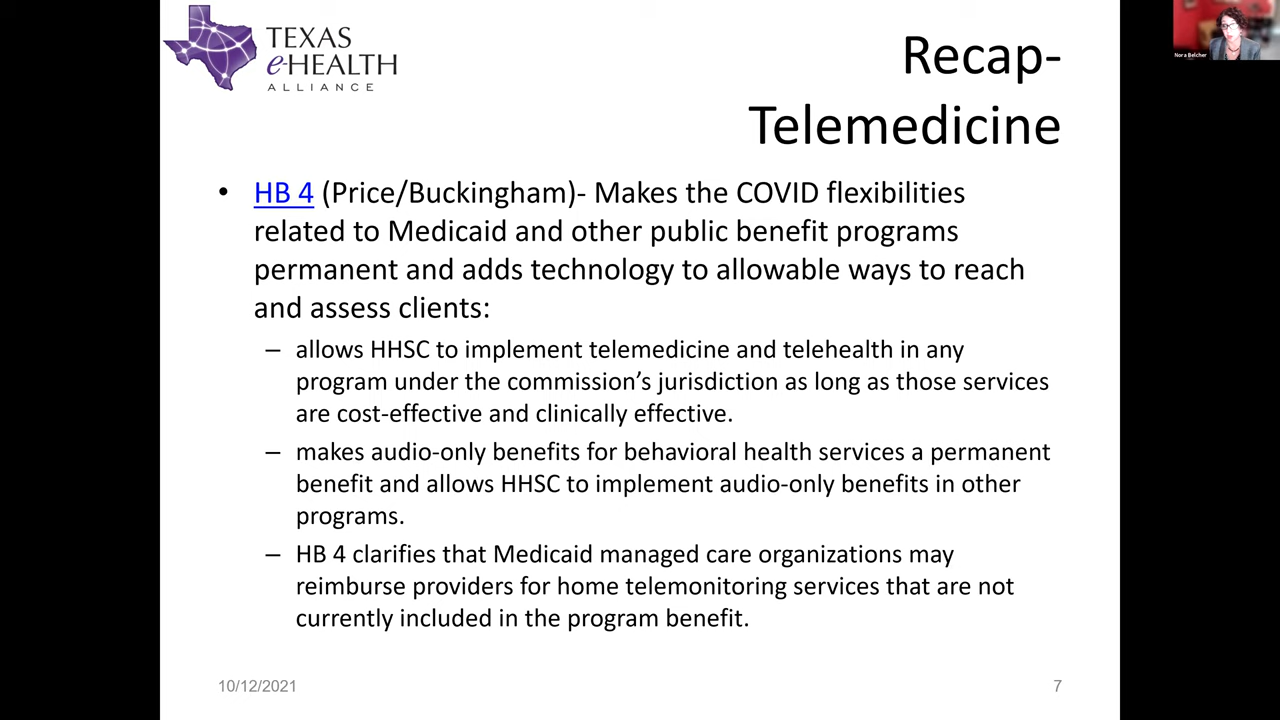 TEXAS
e-HEALTH
ALLIANCE
Recap-
Telemedicine
Nora Belcher
• HB 4 (Price/Buckingham)- Makes the COVID flexibilities
related to Medicaid and other public benefit programs
permanent and adds technology to allowable ways to reach
and assess clients:
– allows HHSC to implement telemedicine and telehealth in any
program under the commission’s jurisdiction as long as those services
are cost-effective and clinically effective.
– makes audio-only benefits for behavioral health services a permanent
benefit and allows HHSC to implement audio-only benefits in other
programs.
– HB 4 clarifies that Medicaid managed care organizations may
reimburse providers for home telemonitoring services that are not
currently included in the program benefit.
10/12/2021
7